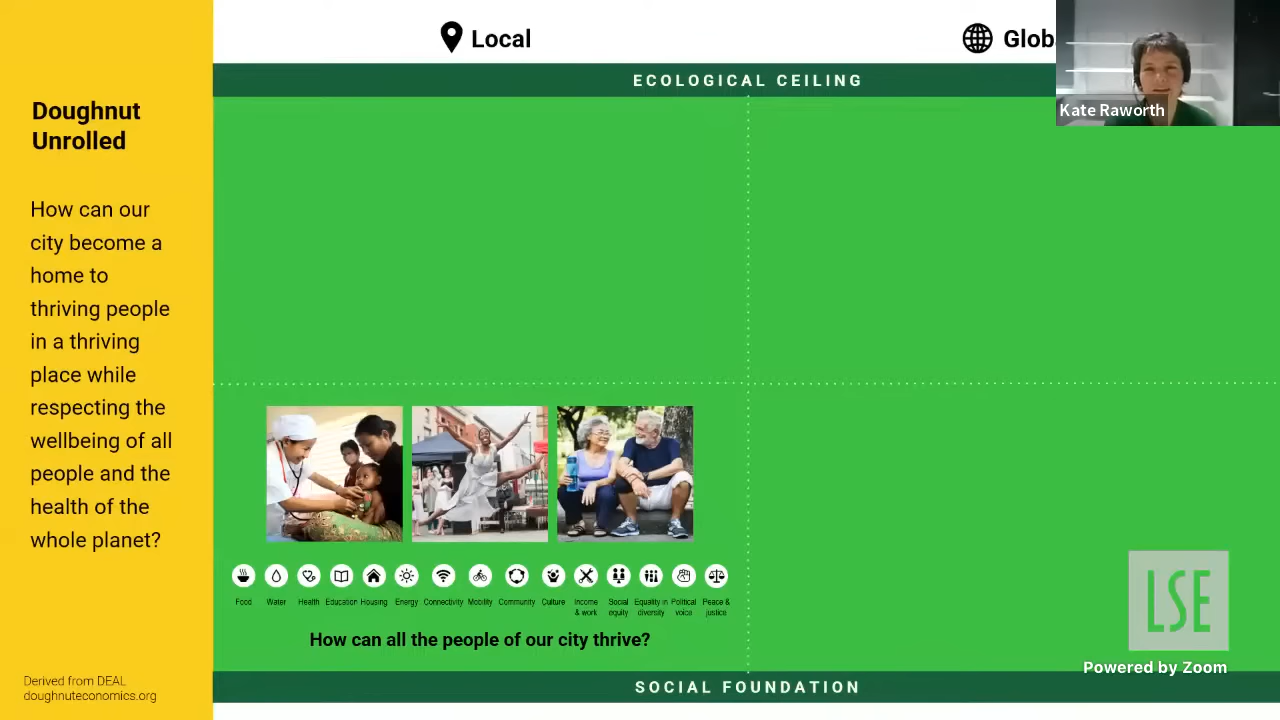 Local
Glob
ECOLOGICAL CEILING
Kate Raworth
Doughnut
Unrolled
How can our
city become a
home to
thriving people
in a thriving
place while
respecting the
wellbeing of all
people and the
health of the
whole planet?
Food Water Health Education Housing Energy Connectivity Mobility Community Culture Income & work Social equity Equality in diversity Political voice Peace & justice
How can all the people of our city thrive?
LSE
Powered by Zoom
SOCIAL FOUNDATION
Derived from DEAL
doughnuteconomics.org